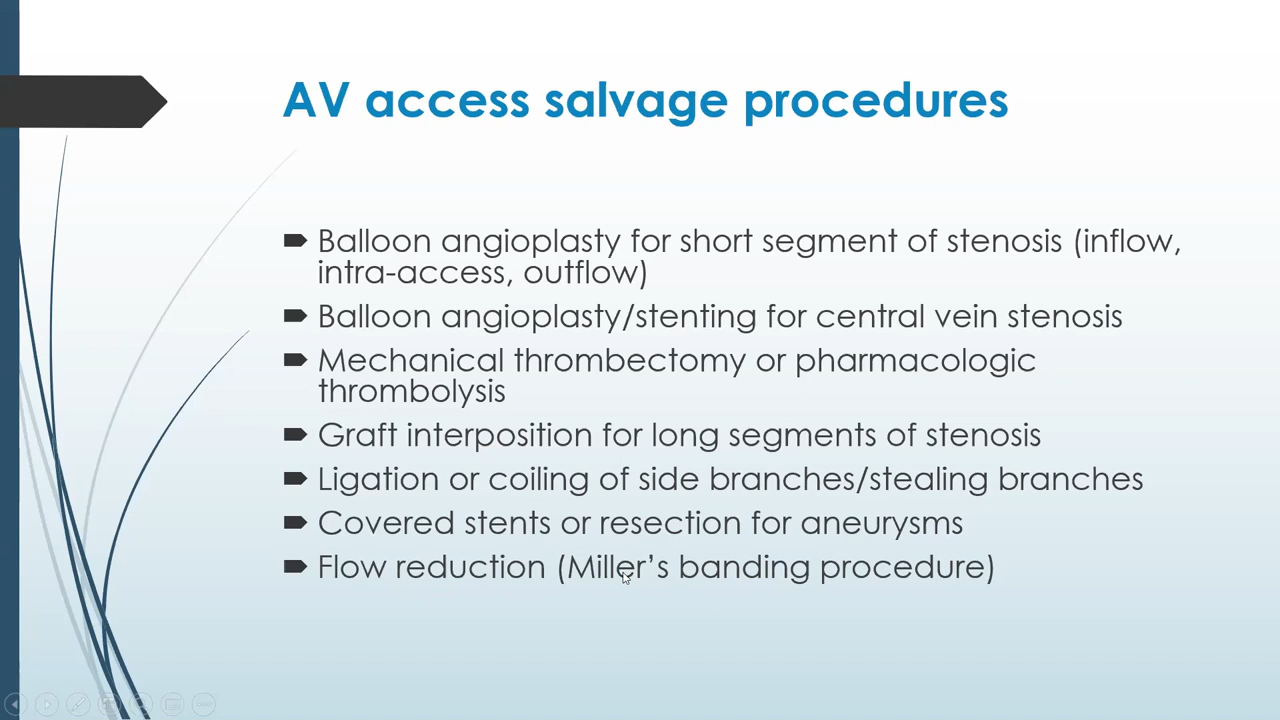 AV access salvage procedures
Balloon angioplasty for short segment of stenosis (inflow,
intra-access, outflow)
Balloon angioplasty/stenting for central vein stenosis
Mechanical thrombectomy or pharmacologic
thrombolysis
Graft interposition for long segments of stenosis
Ligation or coiling of side branches/stealing branches
Covered stents or resection for aneurysms
Flow reduction (Miller’s banding procedure)